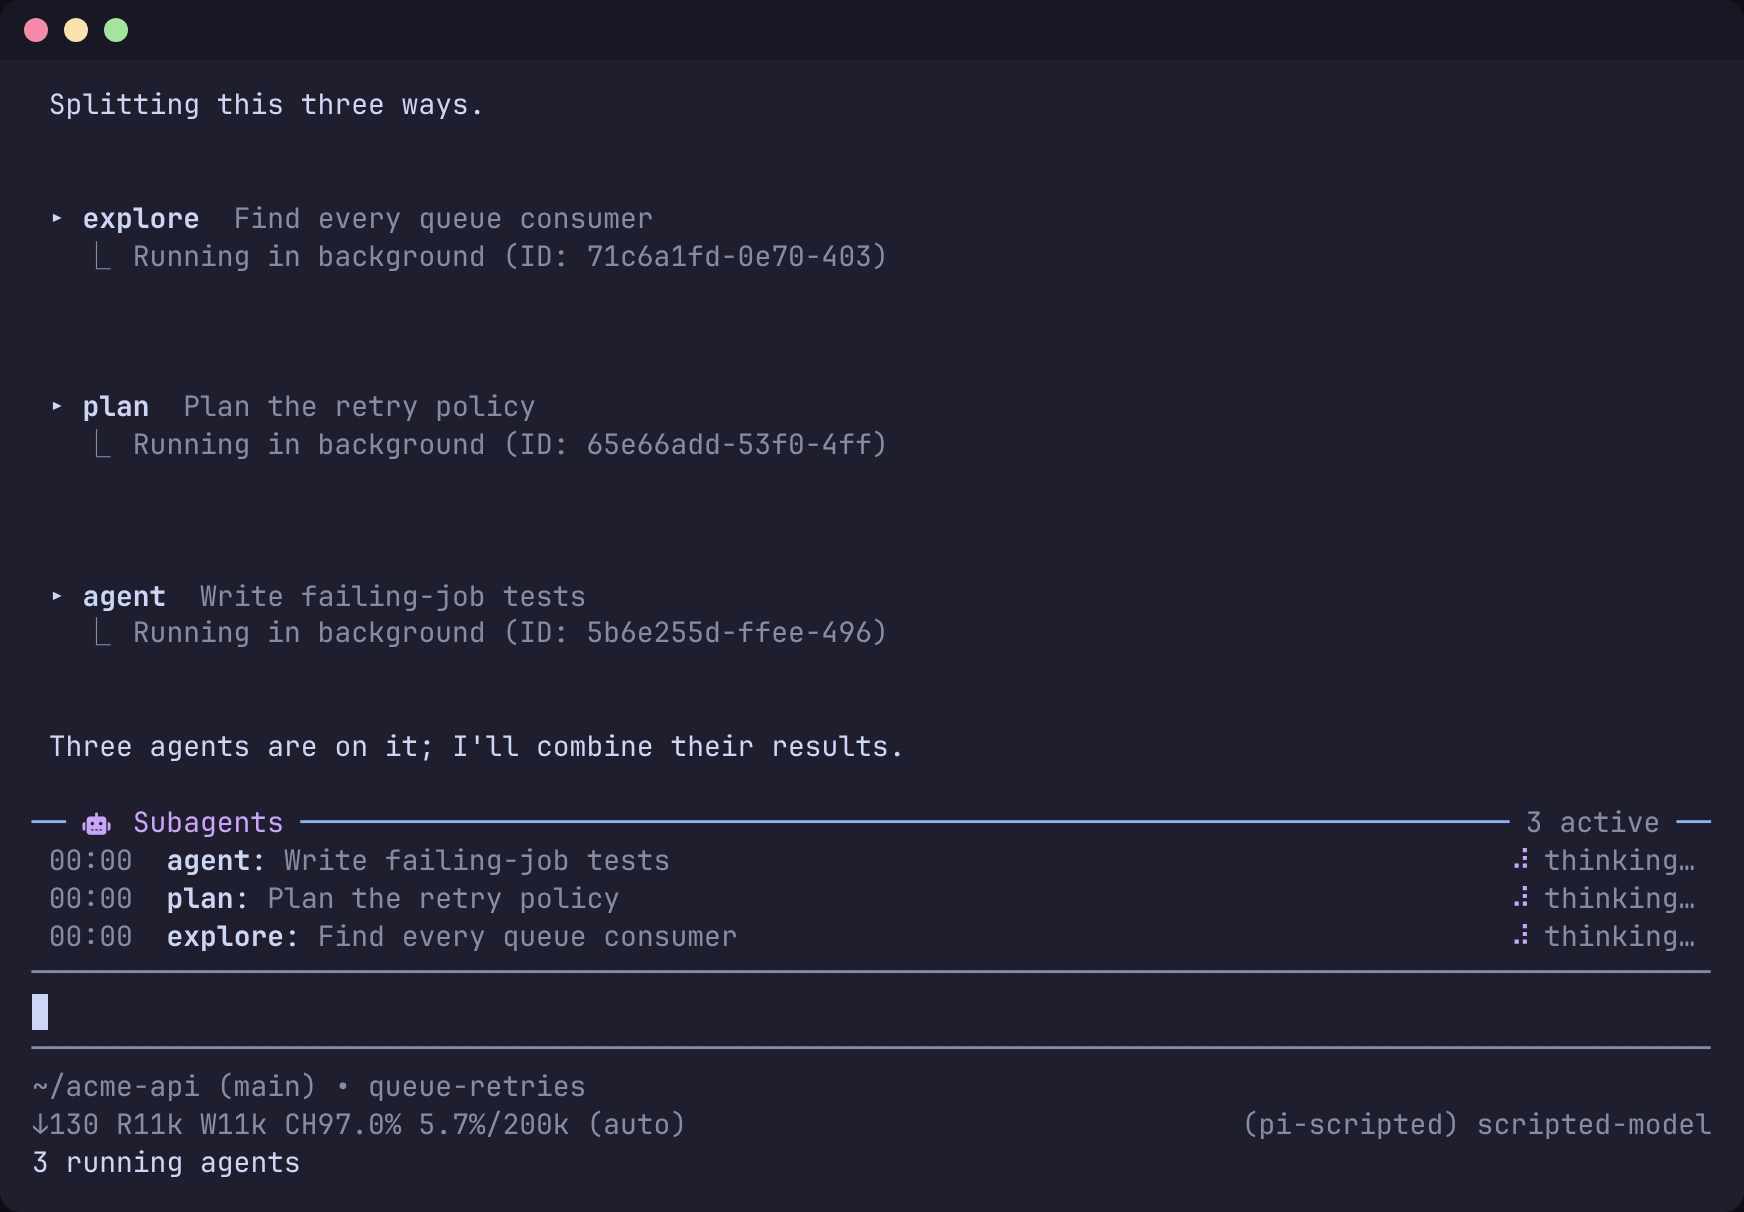 Splitting this three ways.
▸ explore  Find every queue consumer
⎿ Running in background (ID: 71c6a1fd-0e70-403)
▸ plan  Plan the retry policy
⎿ Running in background (ID: 65e66add-53f0-4ff)
▸ agent  Write failing-job tests
⎿ Running in background (ID: 5b6e255d-ffee-496)
Three agents are on it; I'll combine their results.
Subagents 3 active
00:00  agent: Write failing-job tests thinking…
00:00  plan: Plan the retry policy thinking…
00:00  explore: Find every queue consumer thinking…
~/acme-api (main) • queue-retries
↓130 R11k W11k CH97.0% 5.7%/200k (auto) (pi-scripted) scripted-model
3 running agents